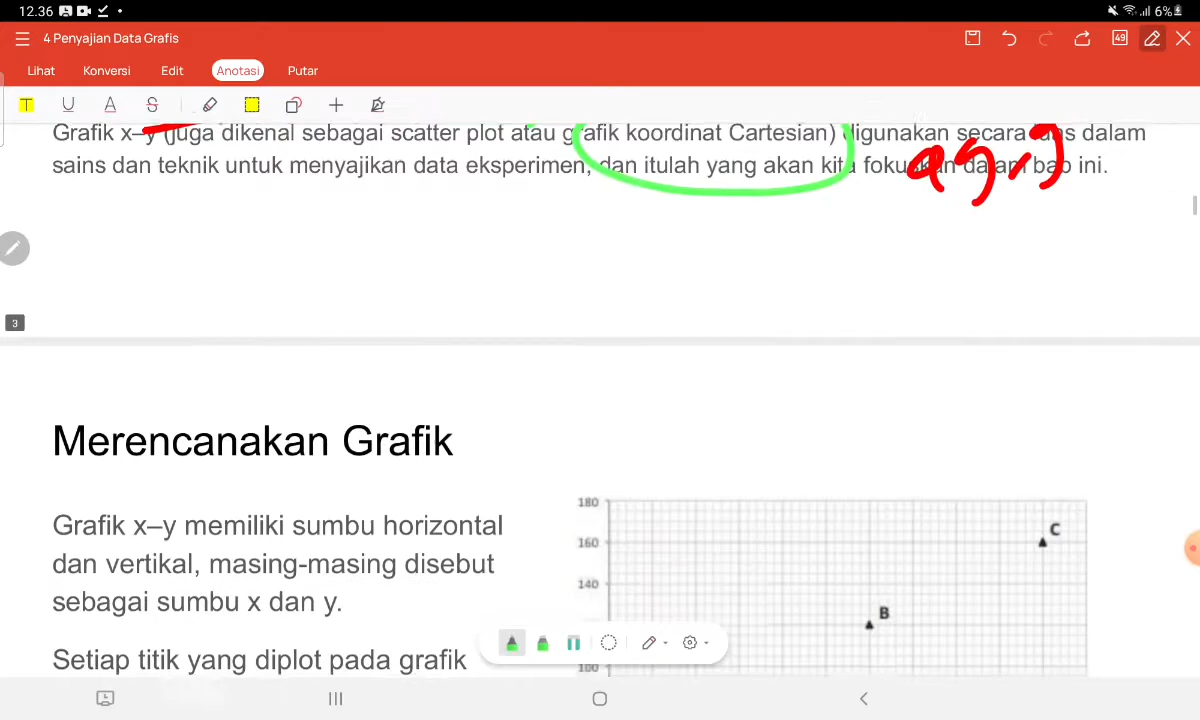 12.36
6%
4 Penyajian Data Grafis
49
Lihat Konversi Edit Anotasi Putar
T U A S
Grafik x–y (juga dikenal sebagai scatter plot atau grafik koordinat Cartesian) digunakan secara luas dalam
sains dan teknik untuk menyajikan data eksperimen, dan itulah yang akan kita fokuskan dalam bab ini.
3
Merencanakan Grafik
Grafik x–y memiliki sumbu horizontal
dan vertikal, masing-masing disebut
sebagai sumbu x dan y.
Setiap titik yang diplot pada grafik
180
C
160
140
B
100